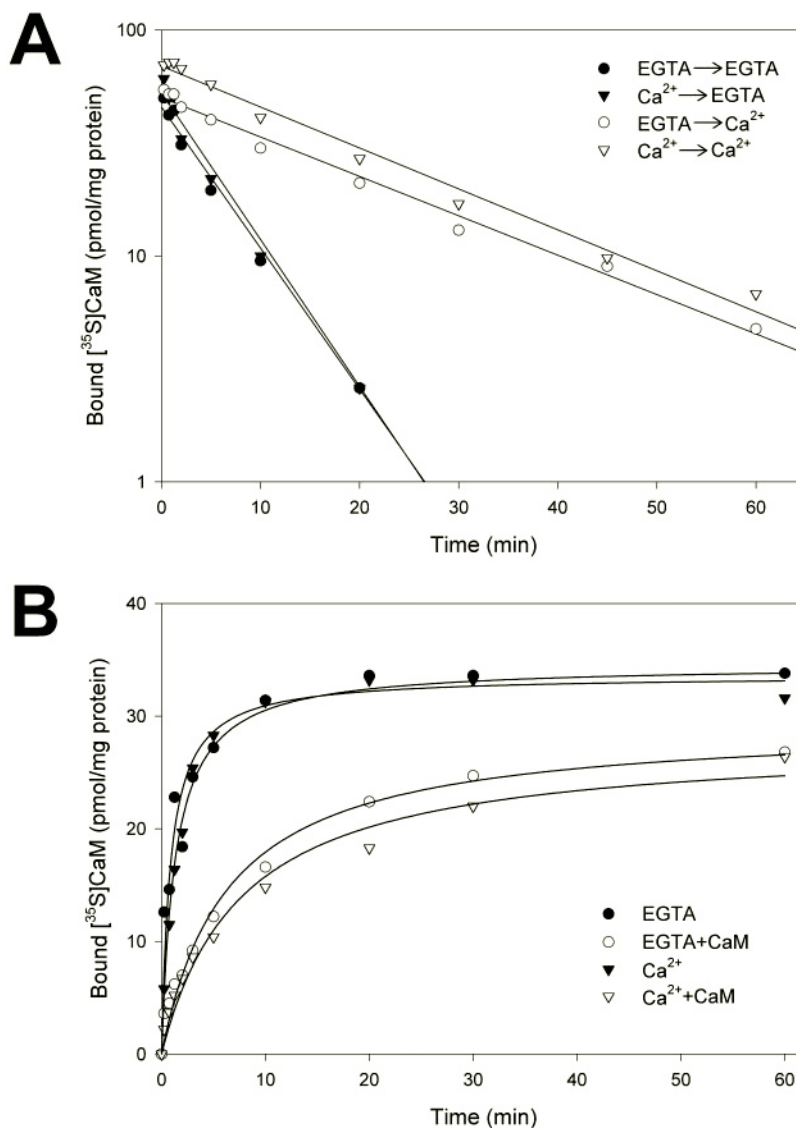 A
100
10
1
Bound [³⁵S]CaM (pmol/mg protein)
EGTA→EGTA
Ca²⁺→EGTA
EGTA→Ca²⁺
Ca²⁺→Ca²⁺
0 10 20 30 40 50 60
Time (min)
B
40
30
20
10
0
Bound [³⁵S]CaM (pmol/mg protein)
EGTA
EGTA+CaM
Ca²⁺
Ca²⁺+CaM
0 10 20 30 40 50 60
Time (min)